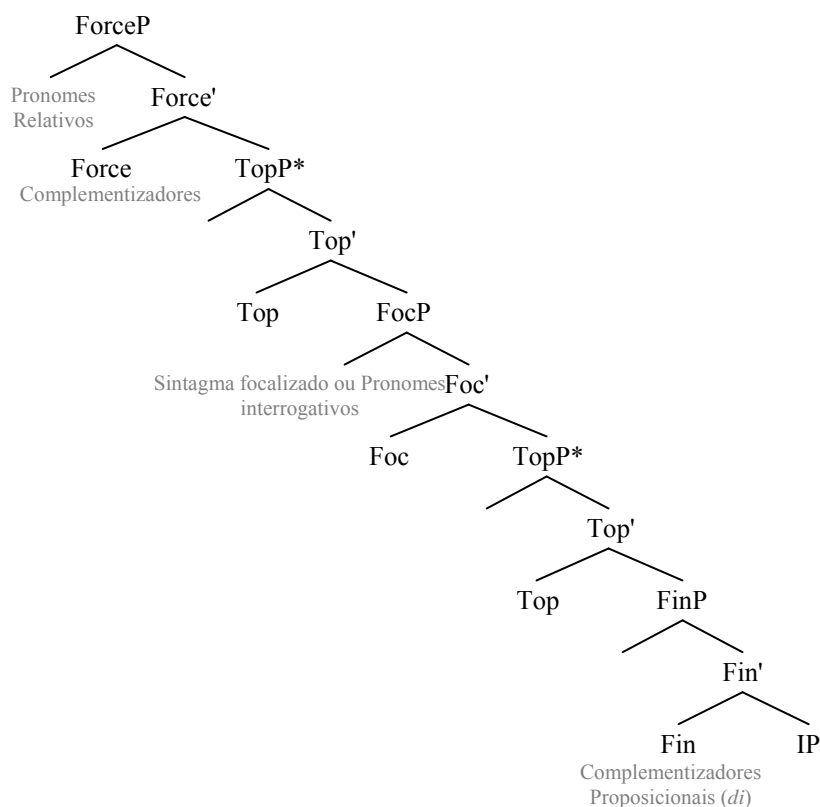 ForceP
Pronomes
Relativos
Force'
Force
Complementizadores
TopP*
Top'
Top
FocP
Sintagma focalizado ou Pronomes
interrogativos
Foc'
Foc
TopP*
Top'
Top
FinP
Fin'
Fin
IP
Complementizadores
Proposicionais (di)